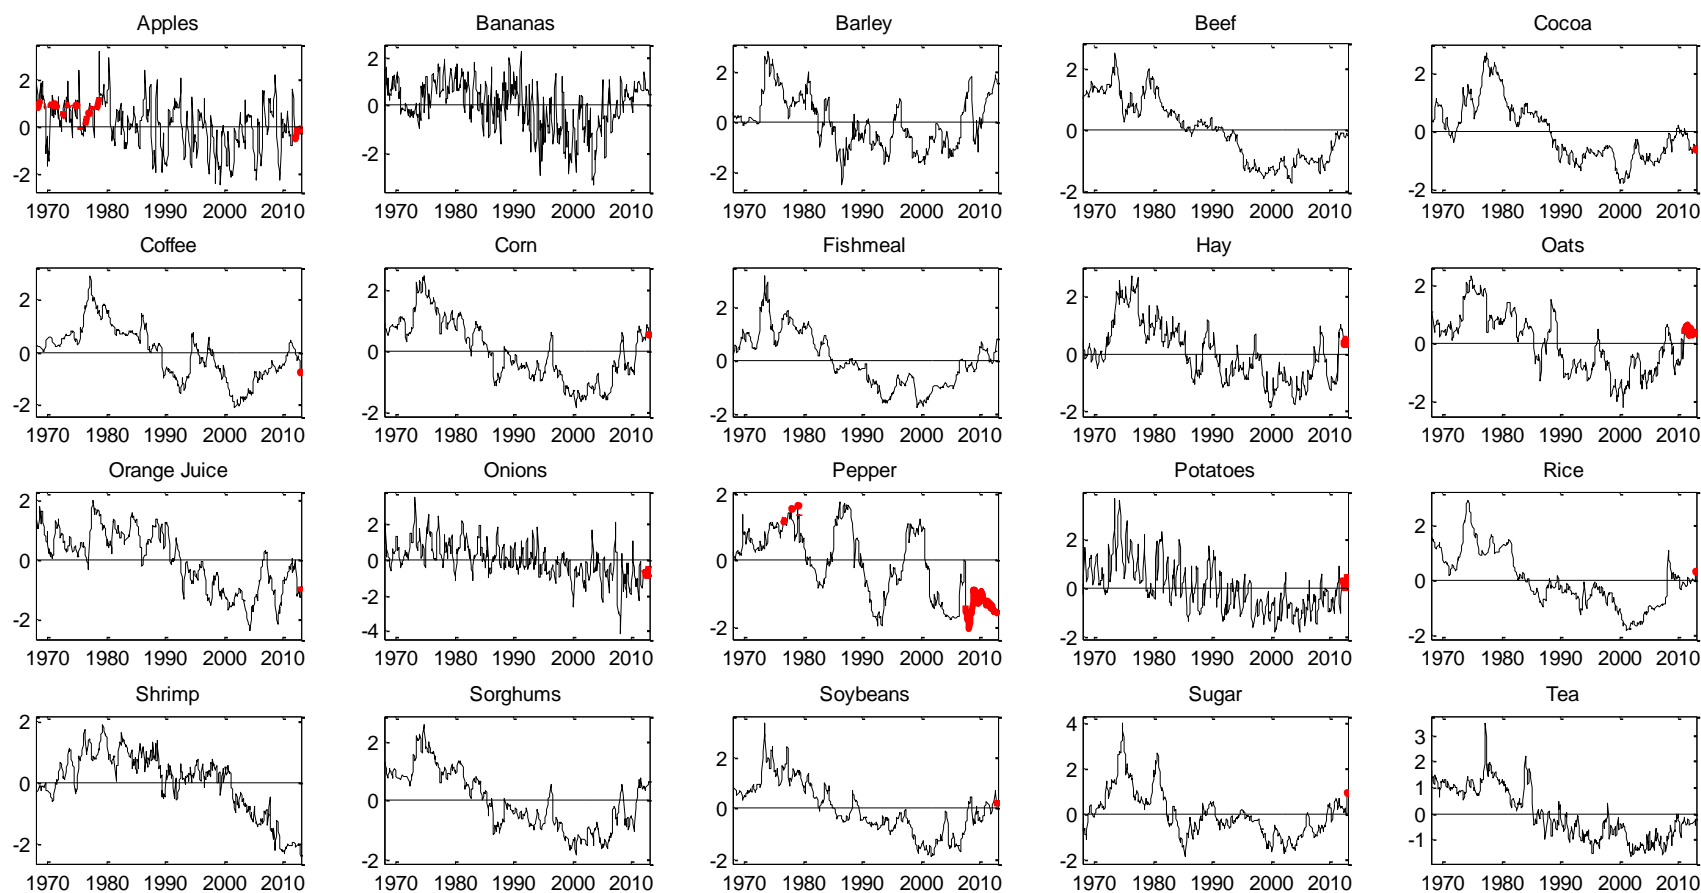 Apples Bananas Barley Beef Cocoa
2 2 2 2 2
0 0 0 0 0
-2 -2 -2 -2 -2
1970 1980 1990 2000 2010 1970 1980 1990 2000 2010 1970 1980 1990 2000 2010 1970 1980 1990 2000 2010 1970 1980 1990 2000 2010
Coffee Corn Fishmeal Hay Oats
2 2 2 2 2
0 0 0 0 0
-2 -2 -2 -2 -2
1970 1980 1990 2000 2010 1970 1980 1990 2000 2010 1970 1980 1990 2000 2010 1970 1980 1990 2000 2010 1970 1980 1990 2000 2010
Orange Juice Onions Pepper Potatoes Rice
2 2 2 2 2
0 0 0 0 0
-2 -2 -2 -2 -2
-4
1970 1980 1990 2000 2010 1970 1980 1990 2000 2010 1970 1980 1990 2000 2010 1970 1980 1990 2000 2010 1970 1980 1990 2000 2010
Shrimp Sorghums Soybeans Sugar Tea
2 2 2 4 3
0 0 0 2 2
-2 -2 -2 0 1
-2 0
-1
1970 1980 1990 2000 2010 1970 1980 1990 2000 2010 1970 1980 1990 2000 2010 1970 1980 1990 2000 2010 1970 1980 1990 2000 2010